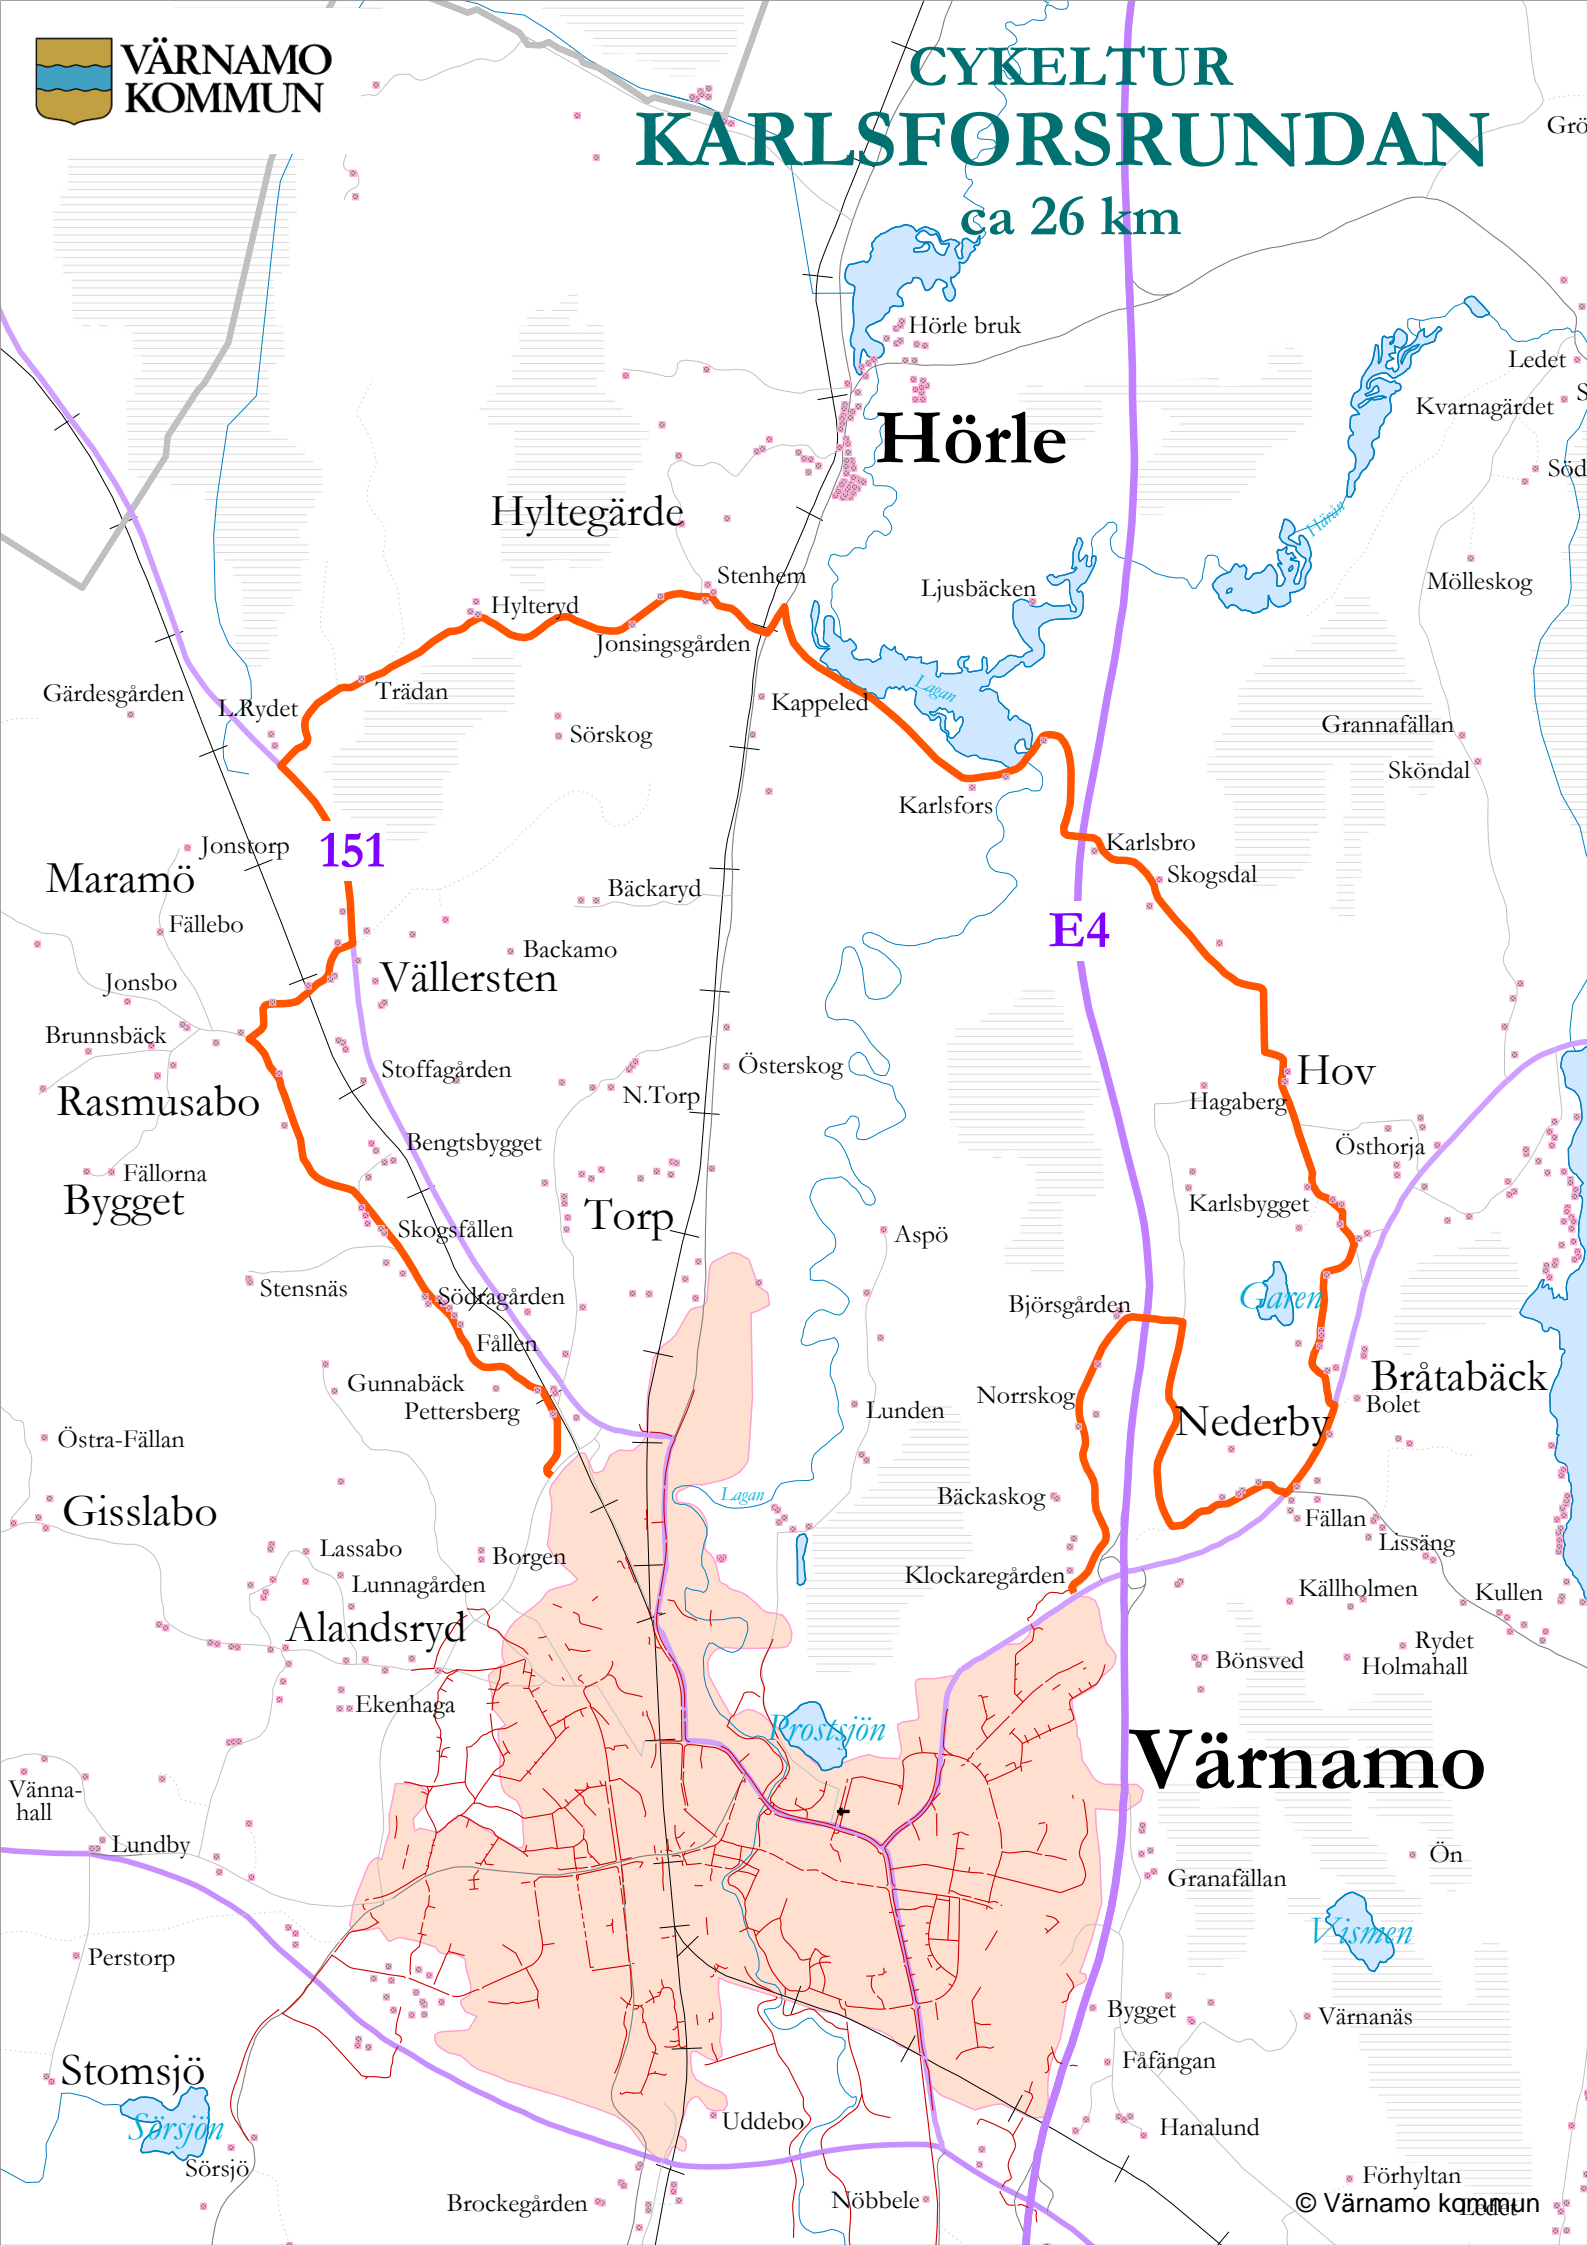 VÄRNAMO
KOMMUN
CYKELTUR
KARLSFORSRUNDAN
ca 26 km
Grö
Hörle bruk
Ledet
Kvarnagärdet
S
Hörle
Söd
Hyltegärde
Härån
Stenhem
Ljusbäcken
Mölleskog
Hylteryd
Jonsingsgården
Gärdesgården
L.Rydet
Trädan
Lagan
Kappeled
Sörskog
Grannafällan
Sköndal
Karlsfors
151
Jonstorp
Karlsbro
Maramö
Skogsdal
Bäckaryd
Fällebo
E4
Backamo
Vällersten
Jonsbo
Brunnsbäck
Stoffagården
Österskog
Hov
N.Torp
Rasmusabo
Hagaberg
Bengtsbygget
Östhorja
Fällorna
Bygget
Karlsbygget
Torp
Skogsfållen
Aspö
Stensnäs
Södragården
Garen
Björsgården
Fållen
Gunnabäck
Bråtabäck
Norrskog
Pettersberg
Lunden
Bolet
Nederby
Östra-Fällan
Lagan
Bäckaskog
Gisslabo
Fällan
Lissäng
Lassabo
Borgen
Klockaregården
Lunnagården
Källholmen
Kullen
Alandsryd
Rydet
Bönsved
Holmahall
Ekenhaga
Prostsjön
Värnamo
Vänna-
hall
Lundby
Ön
Granafällan
Vismen
Perstorp
Bygget
Värnanäs
Fåfängan
Stomsjö
Uddebo
Sörsjön
Hanalund
Sörsjö
Förhyltan
Brockegården
Nöbbele
© Värnamo kommun
Ledet